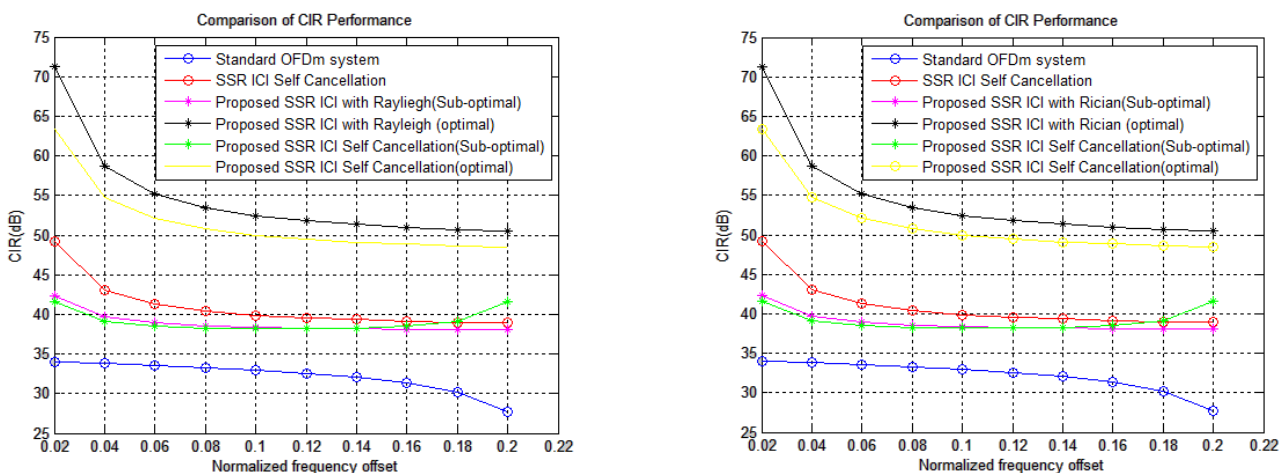 Comparison of CIR Performance
75
70
65
60
55
50
45
40
35
30
25
CIR(dB)
Standard OFDm system
SSR ICI Self Cancellation
Proposed SSR ICI with Rayliegh(Sub-optimal)
Proposed SSR ICI with Rayleigh (optimal)
Proposed SSR ICI Self Cancellation(Sub-optimal)
Proposed SSR ICI Self Cancellation(optimal)
0.02 0.04 0.06 0.08 0.1 0.12 0.14 0.16 0.18 0.2 0.22
Normalized frequency offset
Comparison of CIR Performance
75
70
65
60
55
50
45
40
35
30
25
CIR(dB)
Standard OFDm system
SSR ICI Self Cancellation
Proposed SSR ICI with Rician(Sub-optimal)
Proposed SSR ICI with Rician (optimal)
Proposed SSR ICI Self Cancellation(Sub-optimal)
Proposed SSR ICI Self Cancellation(optimal)
0.02 0.04 0.06 0.08 0.1 0.12 0.14 0.16 0.18 0.2 0.22
Normalized frequency offset